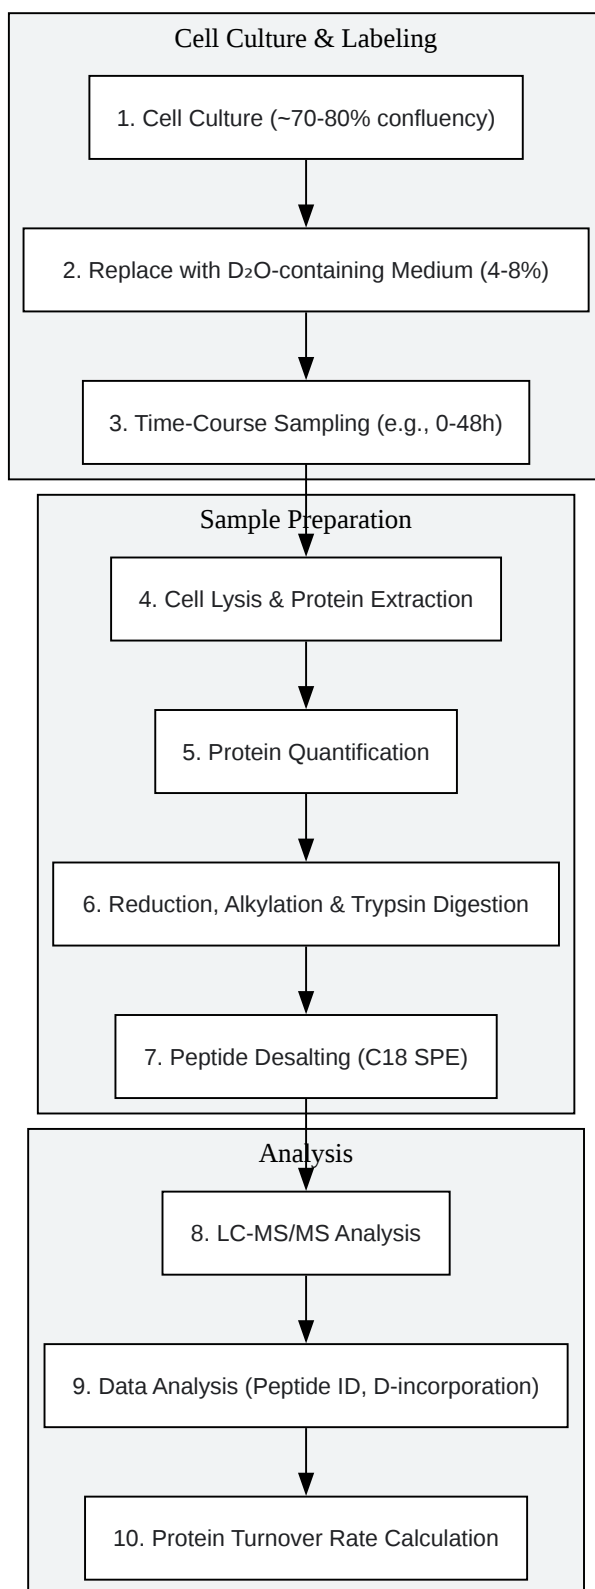 Cell Culture & Labeling
1. Cell Culture (~70-80% confluency)
2. Replace with D₂O-containing Medium (4-8%)
3. Time-Course Sampling (e.g., 0-48h)
Sample Preparation
4. Cell Lysis & Protein Extraction
5. Protein Quantification
6. Reduction, Alkylation & Trypsin Digestion
7. Peptide Desalting (C18 SPE)
Analysis
8. LC-MS/MS Analysis
9. Data Analysis (Peptide ID, D-incorporation)
10. Protein Turnover Rate Calculation